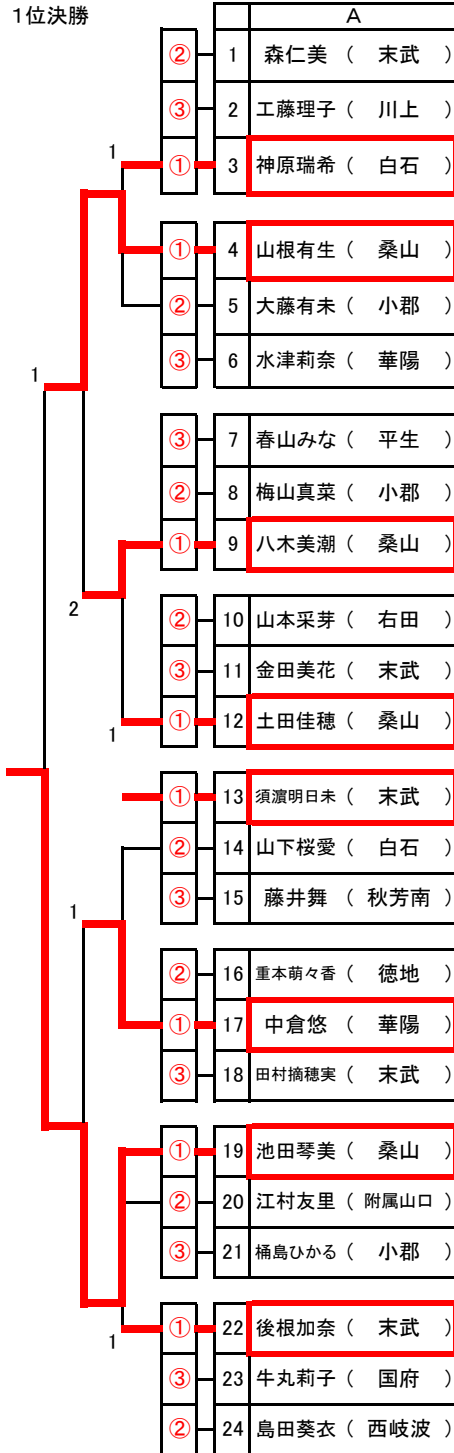 1位決勝
A
② 1 森仁美 ( 末武 )
③ 2 工藤理子 ( 川上 )
1
① 3 神原瑞希 ( 白石 )
① 4 山根有生 ( 桑山 )
② 5 大藤有未 ( 小郡 )
③ 6 水津莉奈 ( 華陽 )
1
③ 7 春山みな ( 平生 )
② 8 梅山真菜 ( 小郡 )
① 9 八木美潮 ( 桑山 )
2
② 10 山本采芽 ( 右田 )
③ 11 金田美花 ( 末武 )
① 12 土田佳穂 ( 桑山 )
1
① 13 須濵明日未 ( 末武 )
② 14 山下桜愛 ( 白石 )
③ 15 藤井舞 ( 秋芳南 )
1
② 16 重本萌々香 ( 徳地 )
① 17 中倉悠 ( 華陽 )
③ 18 田村摘穂実 ( 末武 )
① 19 池田琴美 ( 桑山 )
② 20 江村友里 ( 附属山口 )
③ 21 桶島ひかる ( 小郡 )
① 22 後根加奈 ( 末武 )
1
③ 23 牛丸莉子 ( 国府 )
② 24 島田葵衣 ( 西岐波 )